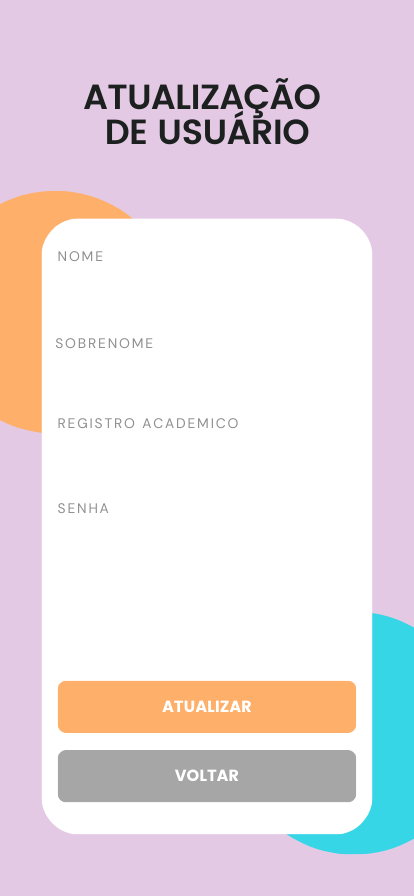 ATUALIZAÇÃO
DE USUÁRIO
NOME
SOBRENOME
REGISTRO ACADEMICO
SENHA
ATUALIZAR
VOLTAR